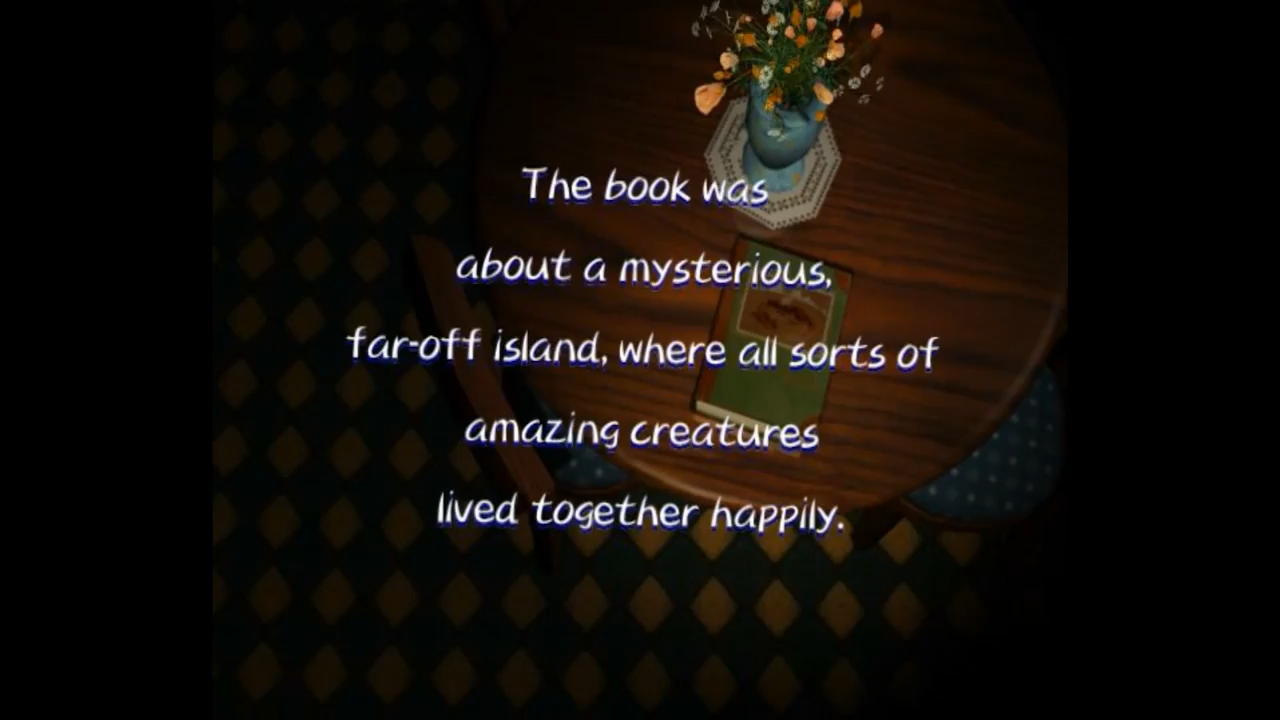 The book was
about a mysterious,
far-off island, where all sorts of
amazing creatures
lived together happily.